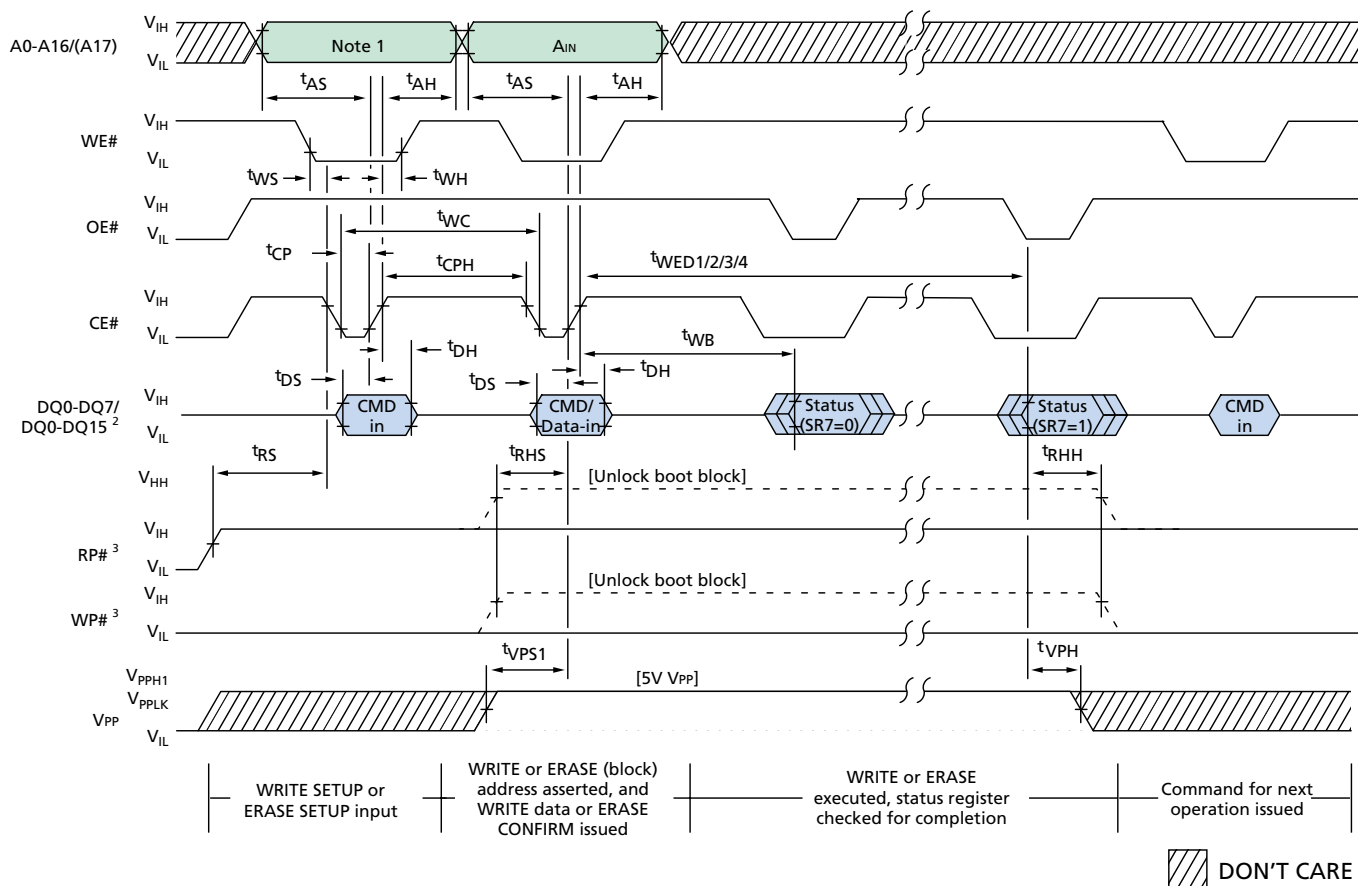 A0-A16/(A17)
VIH
VIL
Note 1
AIN
tAS
tAH
tAS
tAH
WE#
VIH
VIL
tWS
tWH
OE#
VIH
VIL
tWC
tCP
tCPH
tWED1/2/3/4
CE#
VIH
VIL
tWB
tDS
tDH
tDS
tDH
DQ0-DQ7/
DQ0-DQ15 2
VIH
VIL
CMD
in
CMD/
Data-in
Status
(SR7=0)
Status
(SR7=1)
CMD
in
tRS
tRHS
tRHH
VHH
[Unlock boot block]
RP# 3
VIH
VIL
[Unlock boot block]
WP# 3
VIH
VIL
tVPS1
tVPH
VPPH1
VPPLK
VPP
VIL
[5V VPP]
WRITE SETUP or
ERASE SETUP input
WRITE or ERASE (block)
address asserted, and
WRITE data or ERASE
CONFIRM issued
WRITE or ERASE
executed, status register
checked for completion
Command for next
operation issued
DON'T CARE